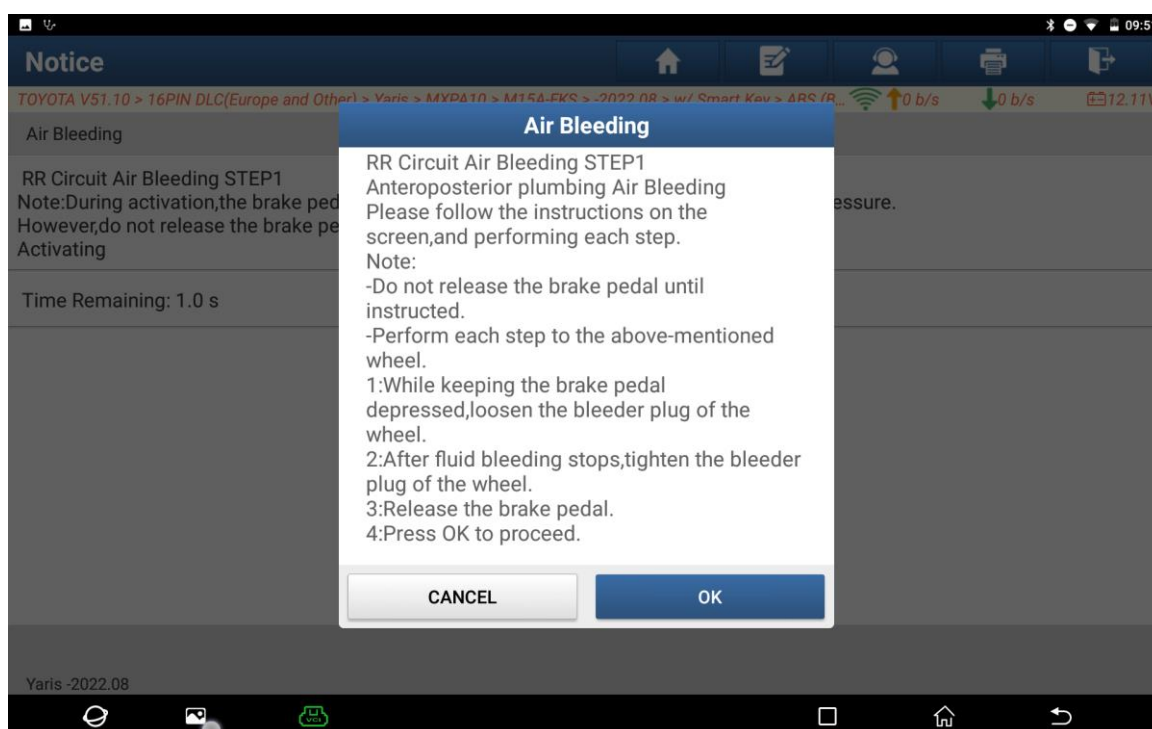 09:5
Notice
TOYOTA V51.10 > 16PIN DLC(Europe and Other) > Yaris > MXPA10 > M15A-FKS > -2022.08 > w/ Smart Key > ABS (B... 0 b/s 0 b/s 12.11V
Air Bleeding
RR Circuit Air Bleeding STEP1
Note:During activation,the brake ped
essure.
However,do not release the brake pe
Activating
Time Remaining: 1.0 s
Air Bleeding
RR Circuit Air Bleeding STEP1
Anteroposterior plumbing Air Bleeding
Please follow the instructions on the
screen,and performing each step.
Note:
-Do not release the brake pedal until
instructed.
-Perform each step to the above-mentioned
wheel.
1:While keeping the brake pedal
depressed,loosen the bleeder plug of the
wheel.
2:After fluid bleeding stops,tighten the bleeder
plug of the wheel.
3:Release the brake pedal.
4:Press OK to proceed.
CANCEL OK
Yaris -2022.08
VCI